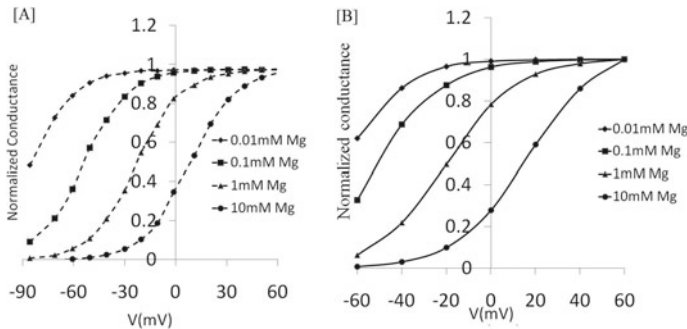 [A]
Normalized Conductance
1.2
1
0.8
0.6
0.4
0.2
0
-90
-60
-30
0
30
60
V(mV)
0.01mM Mg
0.1mM Mg
1mM Mg
10mM Mg
[B]
Normalized conductance
1.2
1
0.8
0.6
0.4
0.2
0
-60
-40
-20
0
20
40
60
V(mV)
0.01mM Mg
0.1mM Mg
1mM Mg
10mM Mg